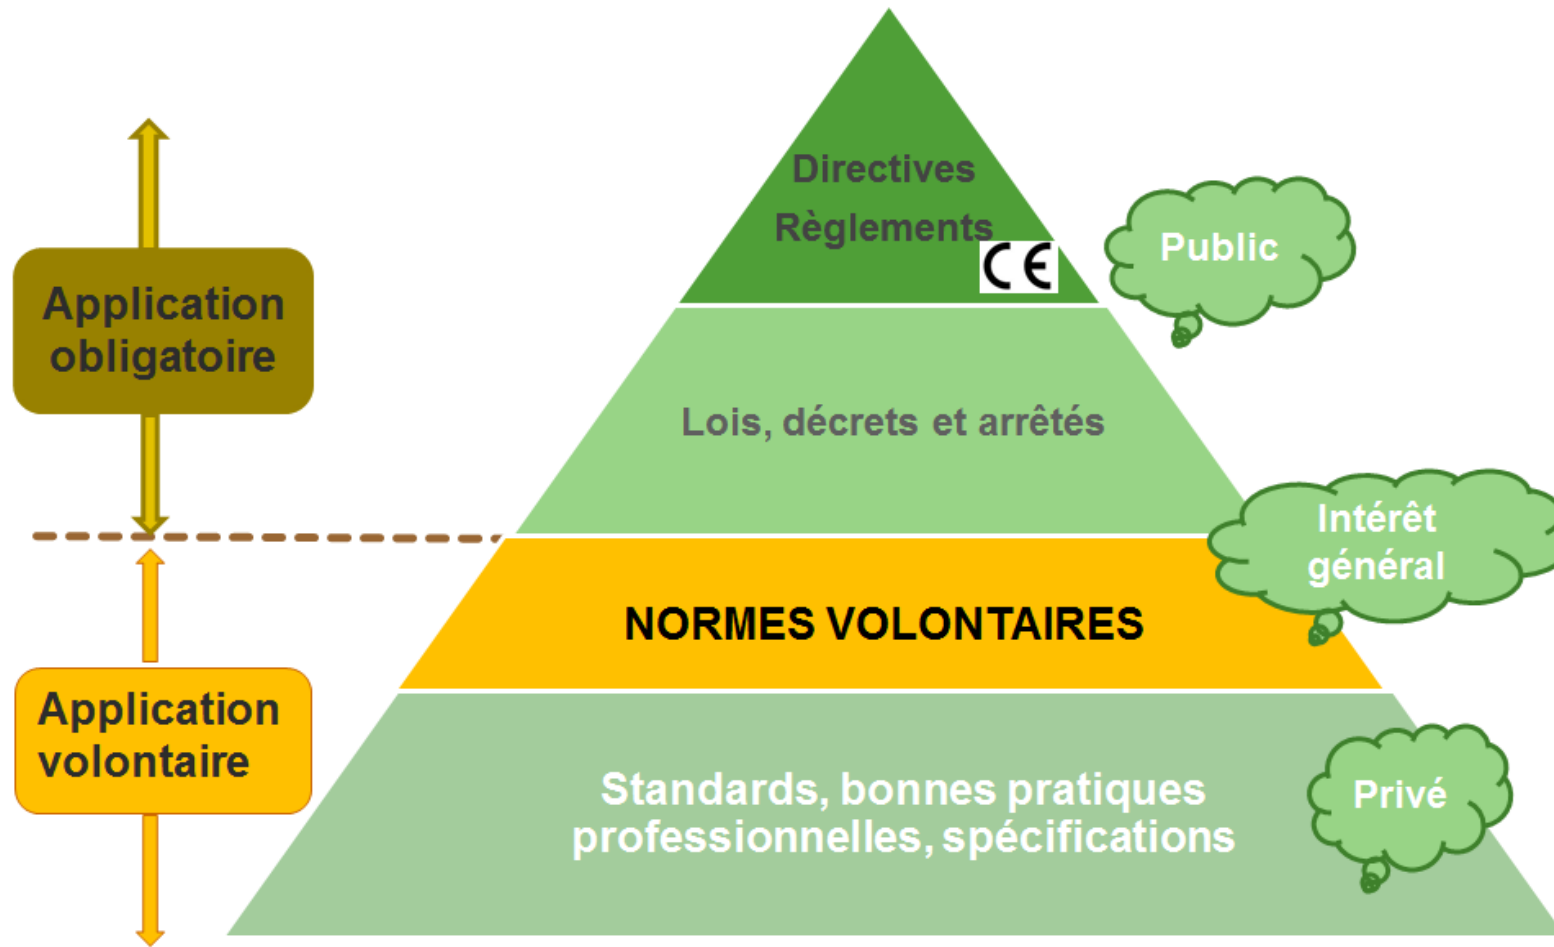 Directives
Règlements
CE
Public
Application
obligatoire
Lois, décrets et arrêtés
Intérêt
général
NORMES VOLONTAIRES
Application
volontaire
Standards, bonnes pratiques
professionnelles, spécifications
Privé